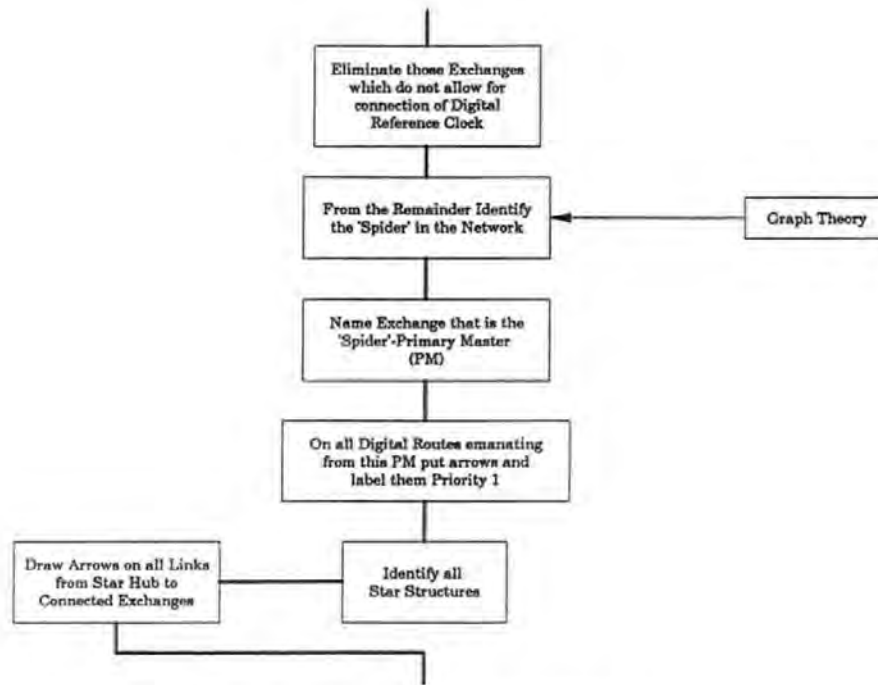 Eliminate those Exchanges
which do not allow for
connection of Digital
Reference Clock
From the Remainder Identify
the 'Spider' in the Network
Graph Theory
Name Exchange that is the
'Spider'-Primary Master
(PM)
On all Digital Routes emanating
from this PM put arrows and
label them Priority 1
Draw Arrows on all Links
from Star Hub to
Connected Exchanges
Identify all
Star Structures